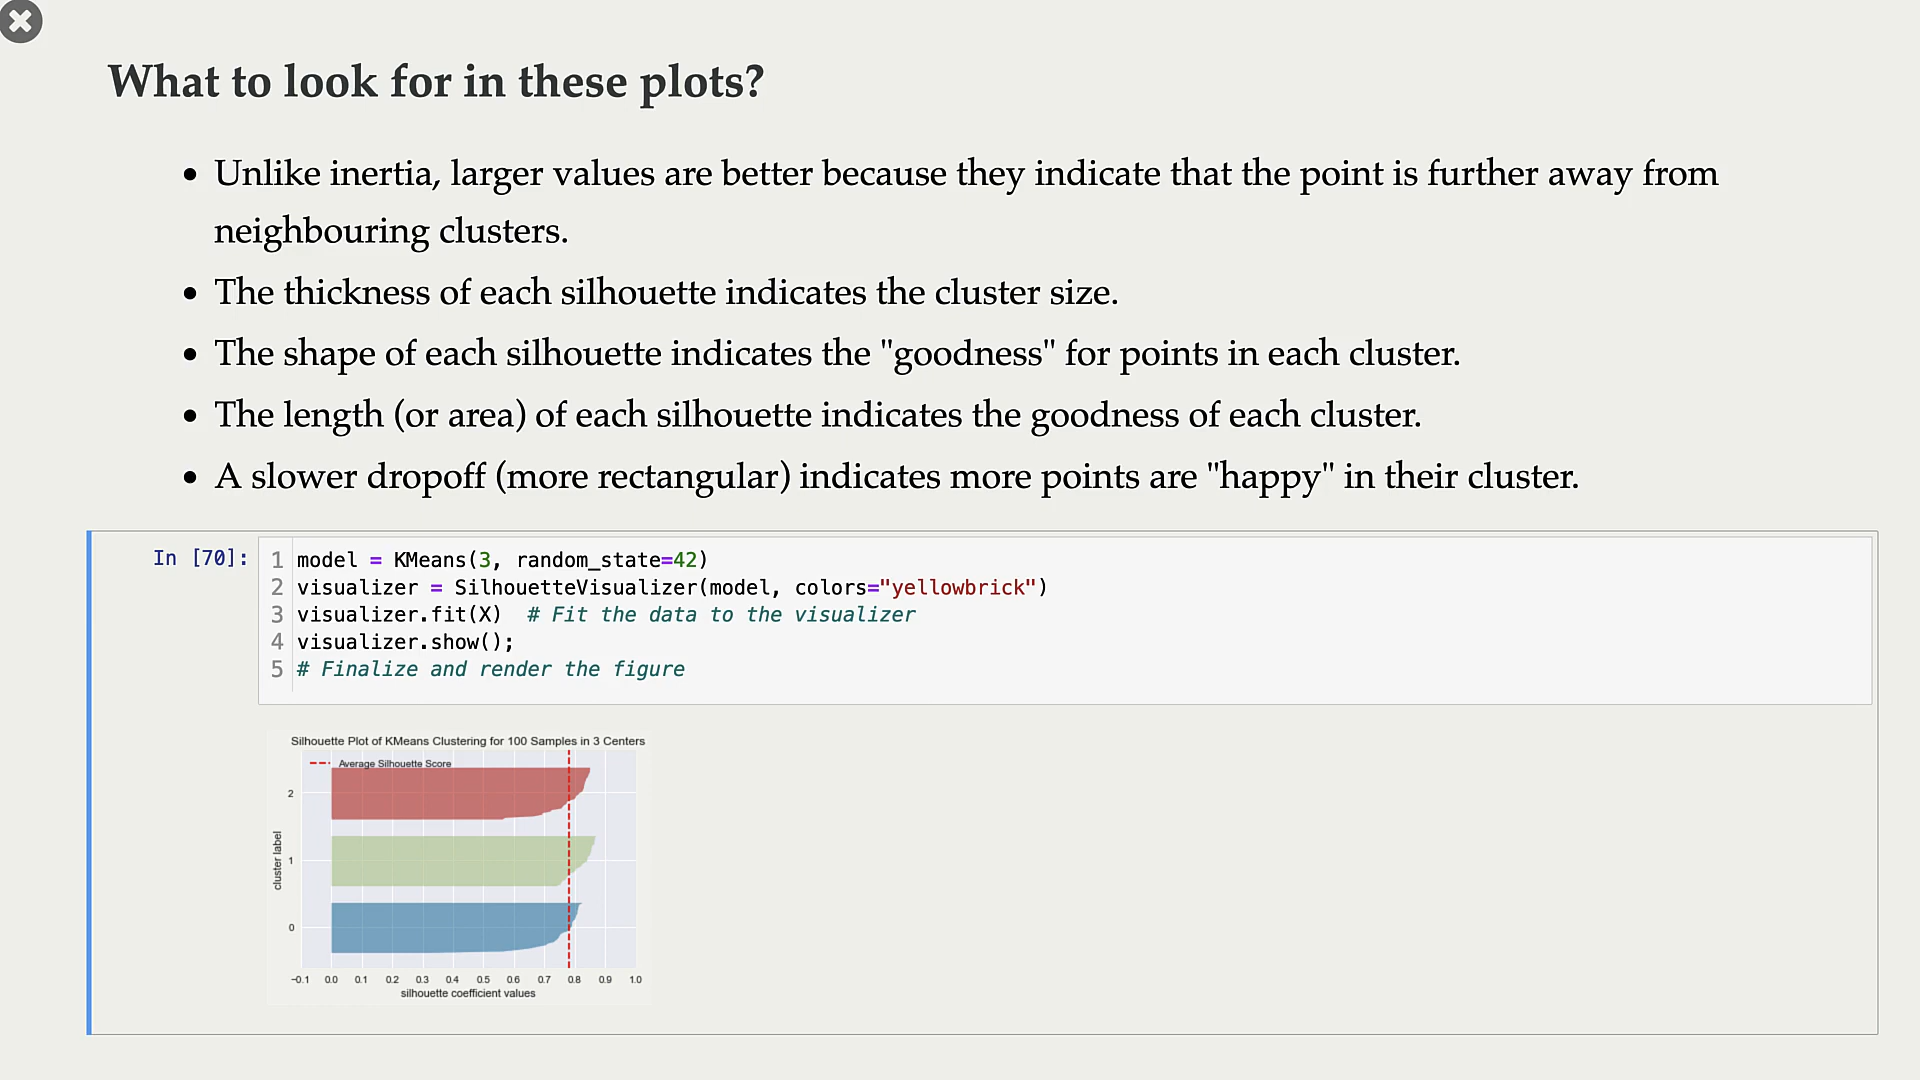 What to look for in these plots?
• Unlike inertia, larger values are better because they indicate that the point is further away from
neighbouring clusters.
• The thickness of each silhouette indicates the cluster size.
• The shape of each silhouette indicates the "goodness" for points in each cluster.
• The length (or area) of each silhouette indicates the goodness of each cluster.
• A slower dropoff (more rectangular) indicates more points are "happy" in their cluster.
In [70]:
1 model = KMeans(3, random_state=42)
2 visualizer = SilhouetteVisualizer(model, colors="yellowbrick")
3 visualizer.fit(X)  # Fit the data to the visualizer
4 visualizer.show();
5 # Finalize and render the figure
Silhouette Plot of KMeans Clustering for 100 Samples in 3 Centers
Average Silhouette Score
2
1
0
cluster label
−0.1 0.0 0.1 0.2 0.3 0.4 0.5 0.6 0.7 0.8 0.9 1.0
silhouette coefficient values